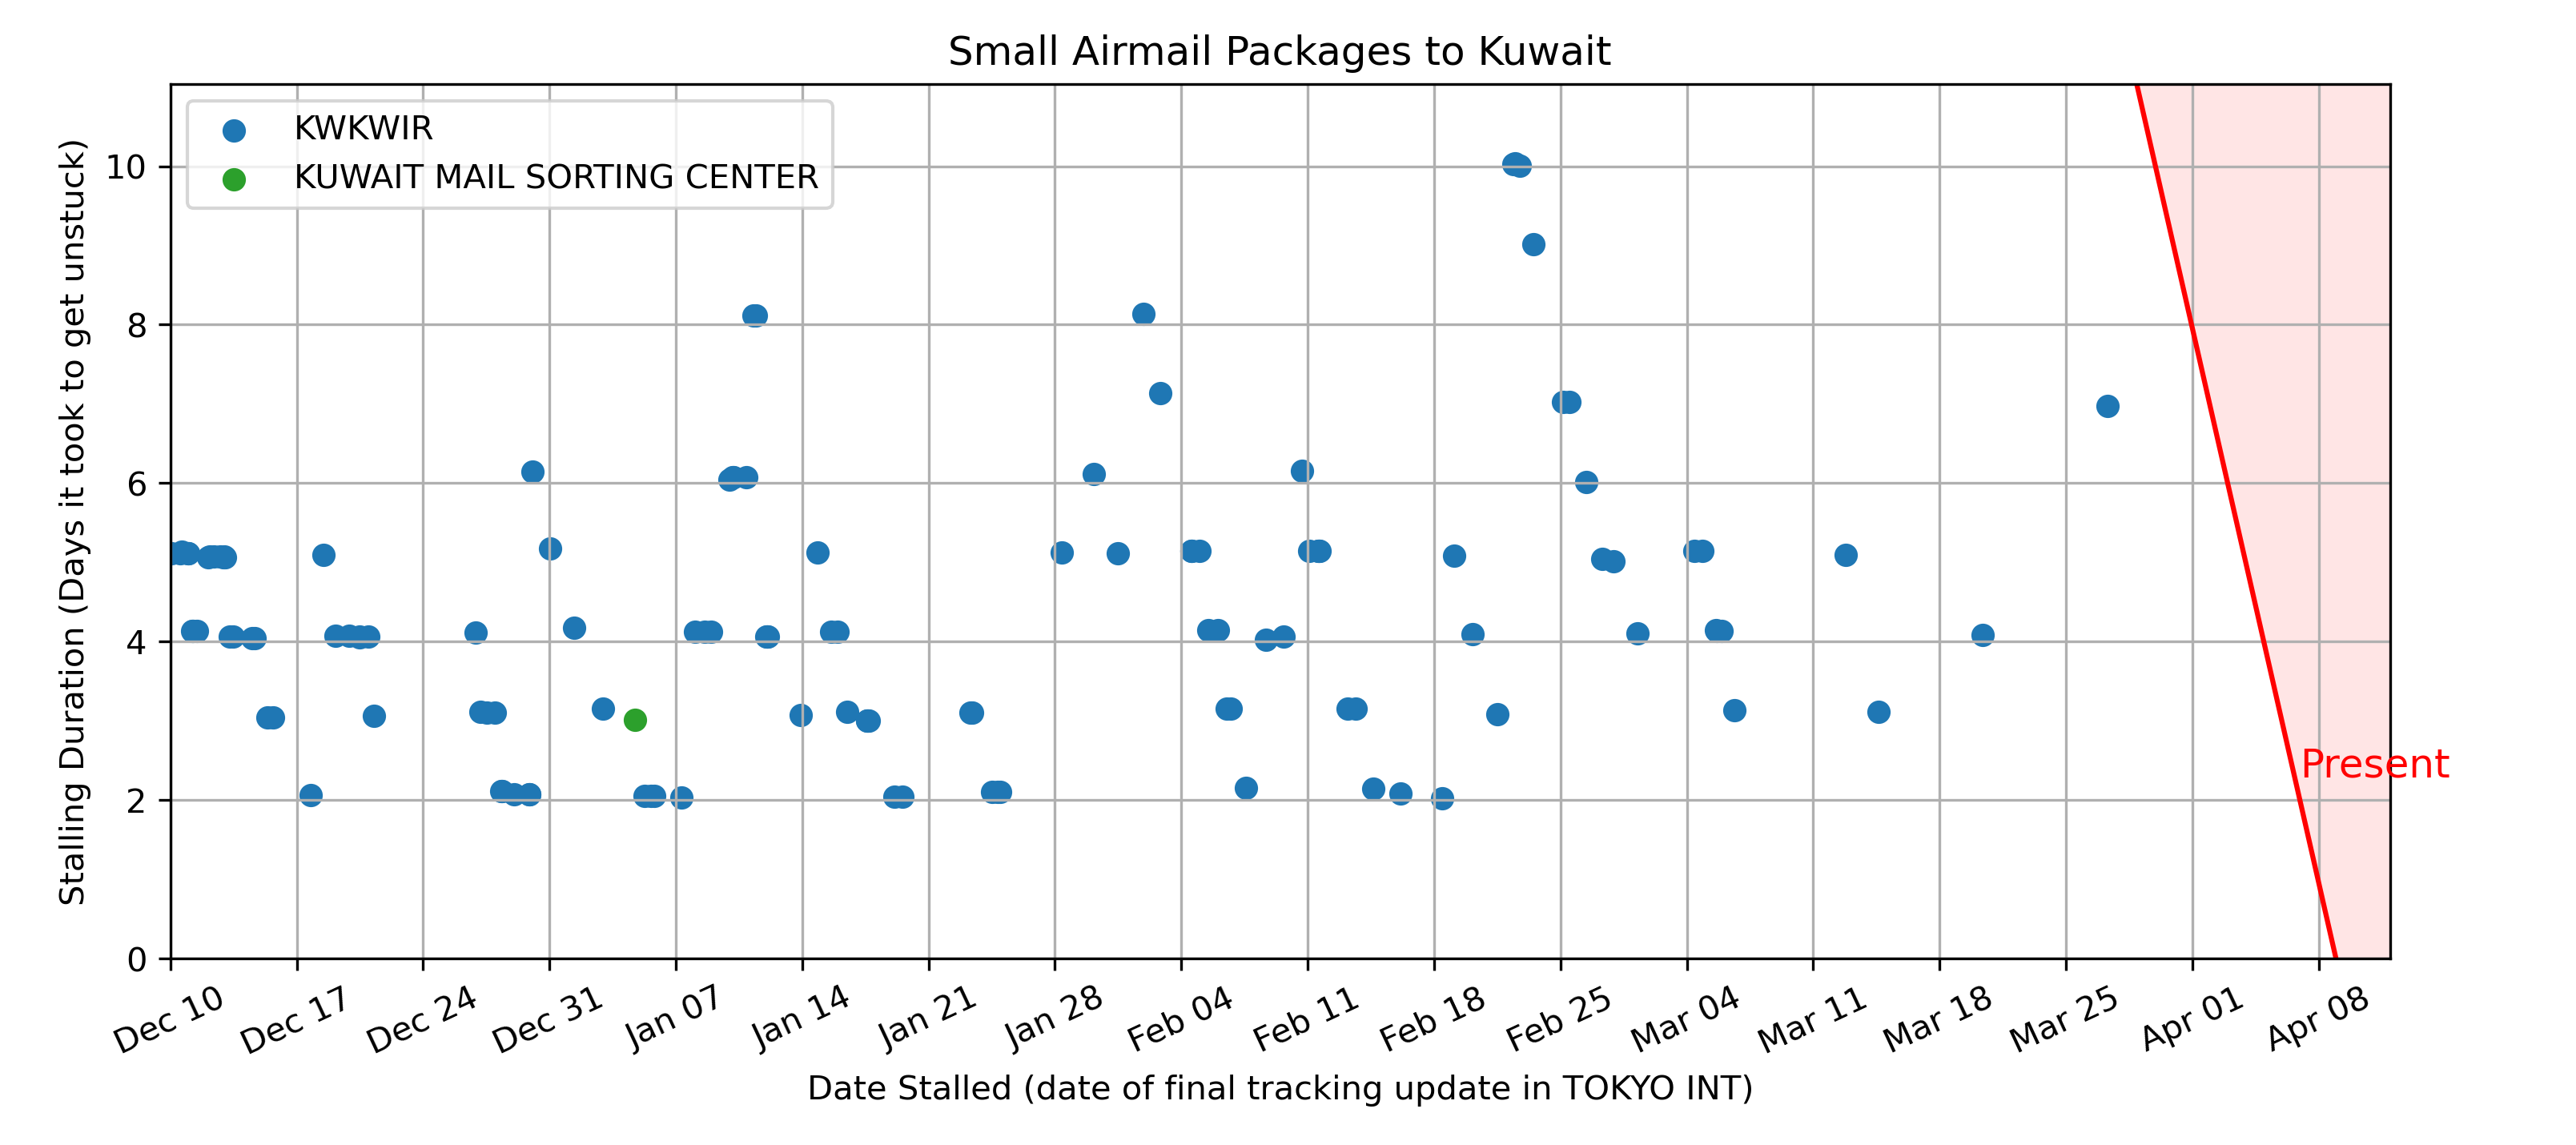 Small Airmail Packages to Kuwait
KWKWIR
KUWAIT MAIL SORTING CENTER
Stalling Duration (Days it took to get unstuck)
10
8
6
4
2
0
Present
Dec 10
Dec 17
Dec 24
Dec 31
Jan 07
Jan 14
Jan 21
Jan 28
Feb 04
Feb 11
Feb 18
Feb 25
Mar 04
Mar 11
Mar 18
Mar 25
Apr 01
Apr 08
Date Stalled (date of final tracking update in TOKYO INT)